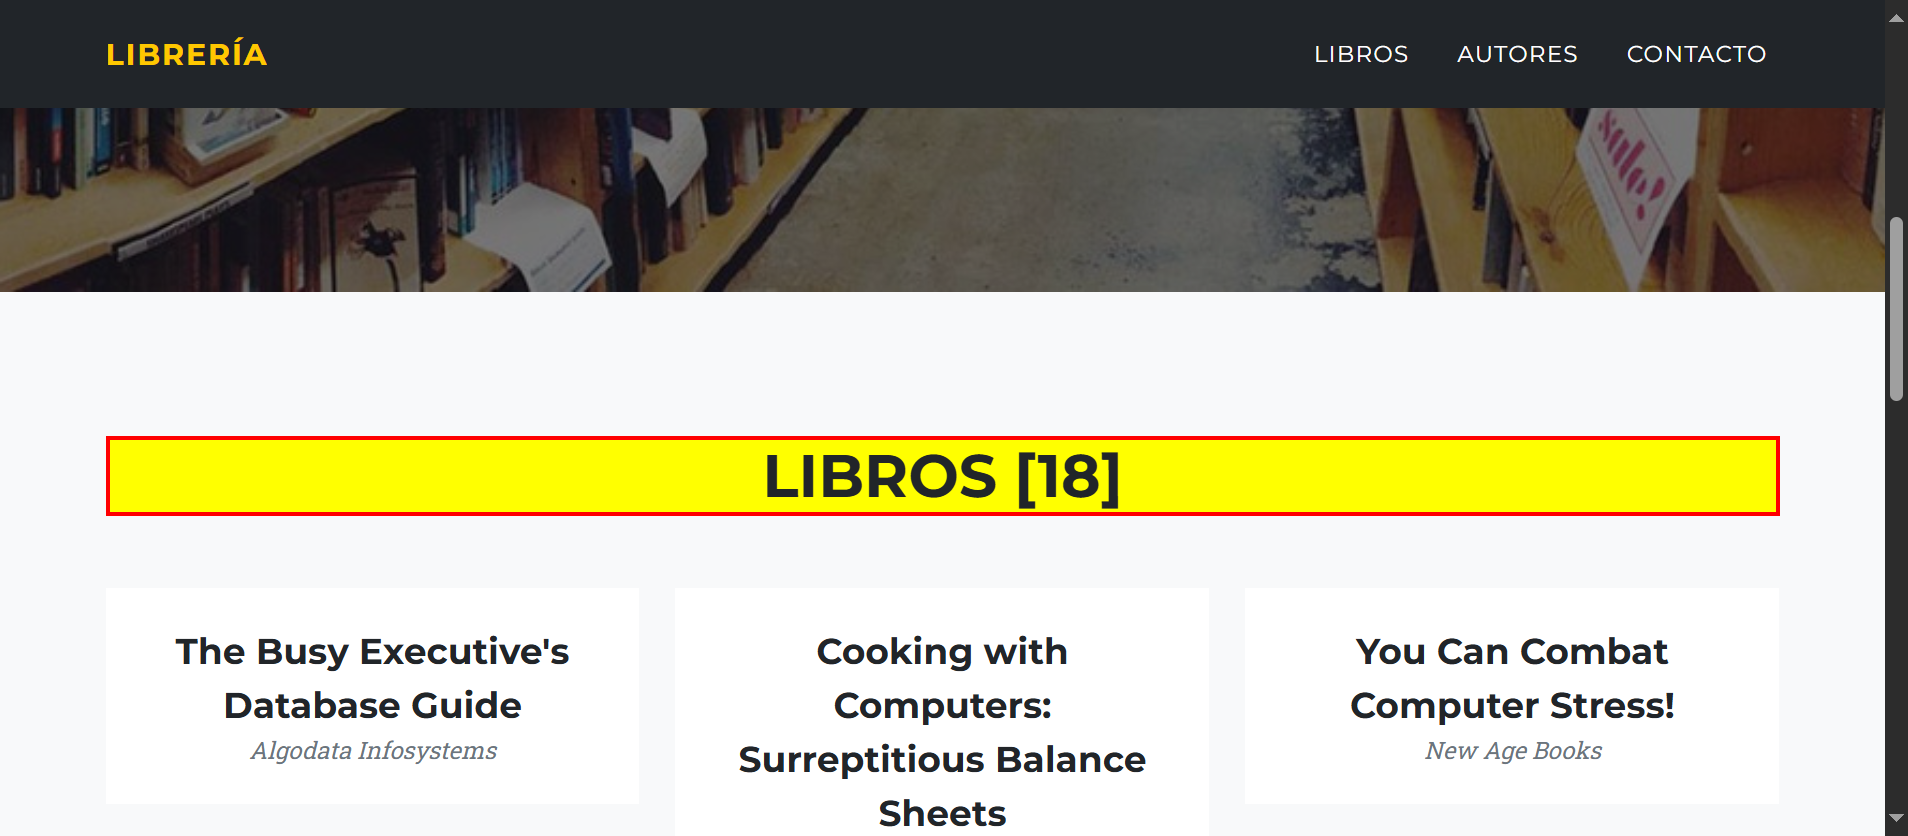 LIBRERÍA
LIBROS AUTORES CONTACTO
sale!
LIBROS [18]
The Busy Executive's
Database Guide
Algodata Infosystems
Cooking with
Computers:
Surreptitious Balance
Sheets
You Can Combat
Computer Stress!
New Age Books